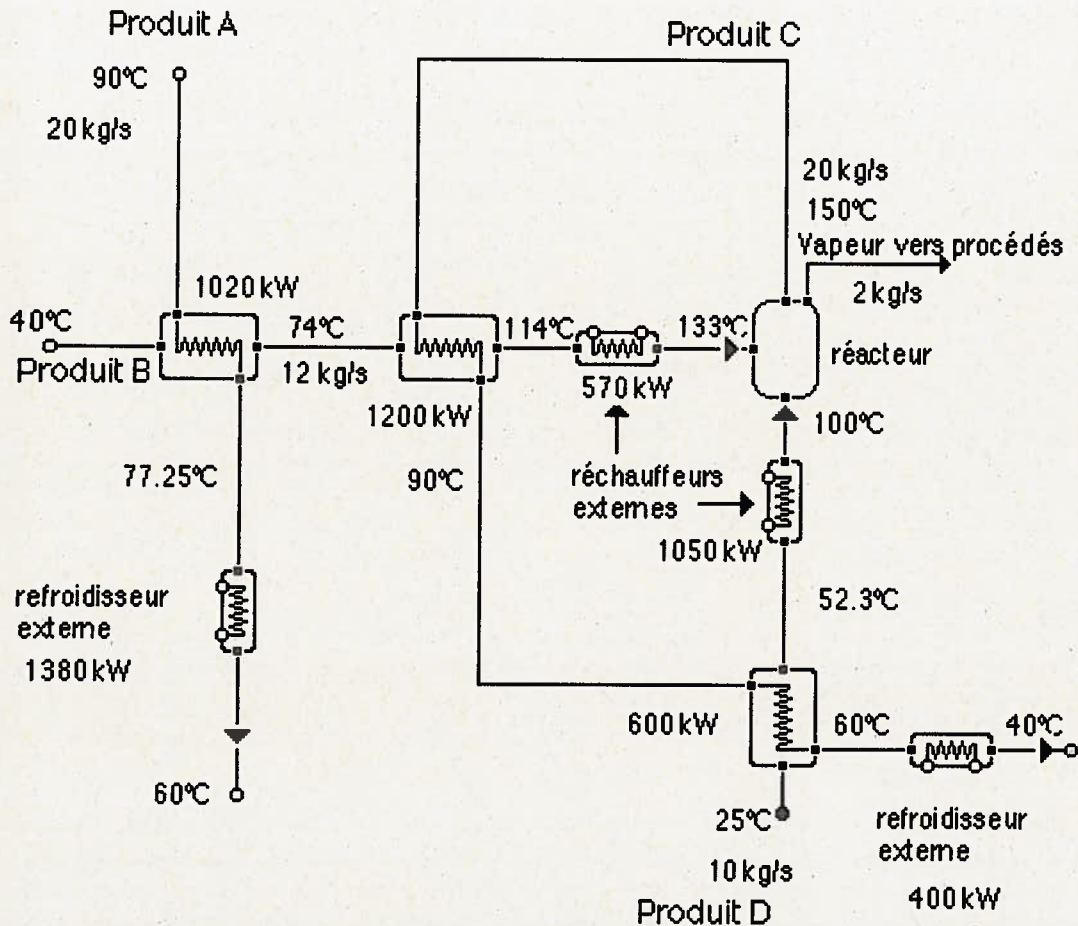 Produit A
Produit C
90°C
20 kg/s
20 kg/s
150°C
Vapeur vers procédés
2 kg/s
1020 kW
40°C
74°C
114°C
133°C
Produit B
12 kg/s
réacteur
1200 kW
570 kW
100°C
77.25°C
90°C
réchauffeurs
externes
1050 kW
refroidisseur
externe
1380 kW
52.3°C
600 kW
60°C
40°C
60°C
25°C
10 kg/s
Produit D
refroidisseur
externe
400 kW